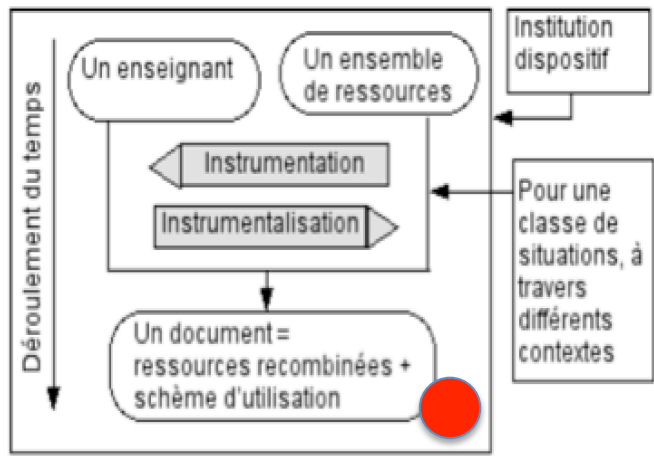 Institution
dispositif
Un enseignant
Un ensemble
de ressources
Déroulement du temps
Instrumentation
Instrumentalisation
Pour une
classe de
situations, à
travers
différents
contextes
Un document =
ressources recombinées +
schème d'utilisation